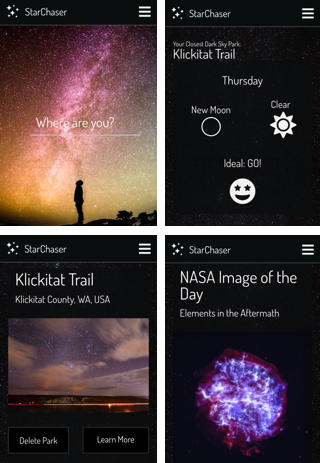 StarChaser
Where are you?
StarChaser
Your Closest Dark Sky Park:
Klickitat Trail
Thursday
New Moon
Clear
Ideal: GO!
StarChaser
Klickitat Trail
Klickitat County, WA, USA
Delete Park
Learn More
StarChaser
NASA Image of the
Day
Elements in the Aftermath